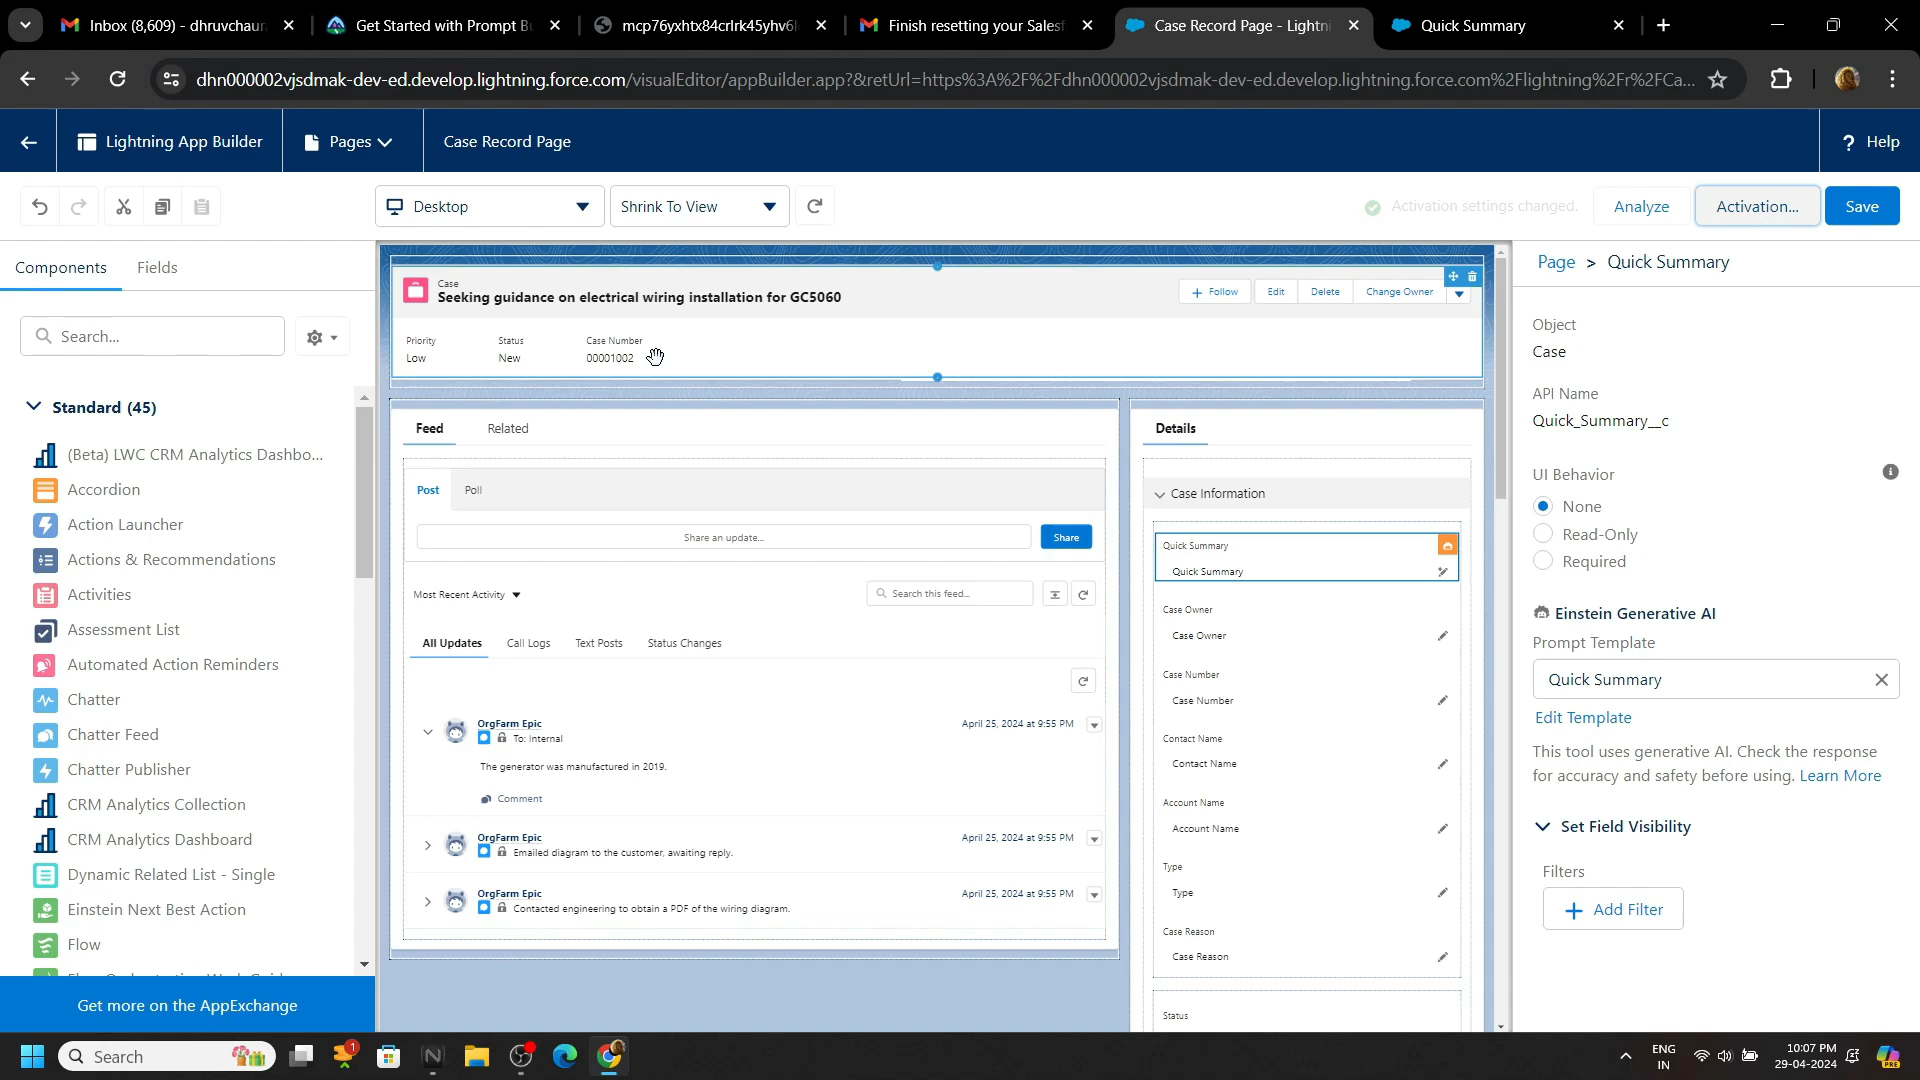 Inbox (8,609) - dhruvchaur
Get Started with Prompt Bu
mcp76yxhtx84crlrk45yhv6l
Finish resetting your Salesf
Case Record Page - Lightni
Quick Summary
dhn000002vjsdmak-dev-ed.develop.lightning.force.com/visualEditor/appBuilder.app?&retUrl=https%3A%2F%2Fdhn000002vjsdmak-dev-ed.develop.lightning.force.com%2Flightning%2Fr%2FCa...
Lightning App Builder
Pages
Case Record Page
? Help
Desktop
Shrink To View
Activation settings changed.
Analyze
Activation...
Save
Components
Fields
Search...
Standard (45)
(Beta) LWC CRM Analytics Dashbo...
Accordion
Action Launcher
Actions & Recommendations
Activities
Assessment List
Automated Action Reminders
Chatter
Chatter Feed
Chatter Publisher
CRM Analytics Collection
CRM Analytics Dashboard
Dynamic Related List - Single
Einstein Next Best Action
Flow
Get more on the AppExchange
Case
Seeking guidance on electrical wiring installation for GC5060
+ Follow
Edit
Delete
Change Owner
Priority
Status
Case Number
Low
New
00001002
Feed
Related
Post
Poll
Share an update...
Share
Most Recent Activity
Search this feed...
All Updates
Call Logs
Text Posts
Status Changes
OrgFarm Epic
April 25, 2024 at 9:55 PM
To: Internal
The generator was manufactured in 2019.
Comment
OrgFarm Epic
April 25, 2024 at 9:55 PM
Emailed diagram to the customer, awaiting reply.
OrgFarm Epic
April 25, 2024 at 9:55 PM
Contacted engineering to obtain a PDF of the wiring diagram.
Details
Case Information
Quick Summary
Quick Summary
Case Owner
Case Owner
Case Number
Case Number
Contact Name
Contact Name
Account Name
Account Name
Type
Type
Case Reason
Case Reason
Status
Page > Quick Summary
Object
Case
API Name
Quick_Summary__c
UI Behavior
None
Read-Only
Required
Einstein Generative AI
Prompt Template
Quick Summary
Edit Template
This tool uses generative AI. Check the response
for accuracy and safety before using. Learn More
Set Field Visibility
Filters
+ Add Filter
Search
1
ENG
IN
10:07 PM
29-04-2024
PRE